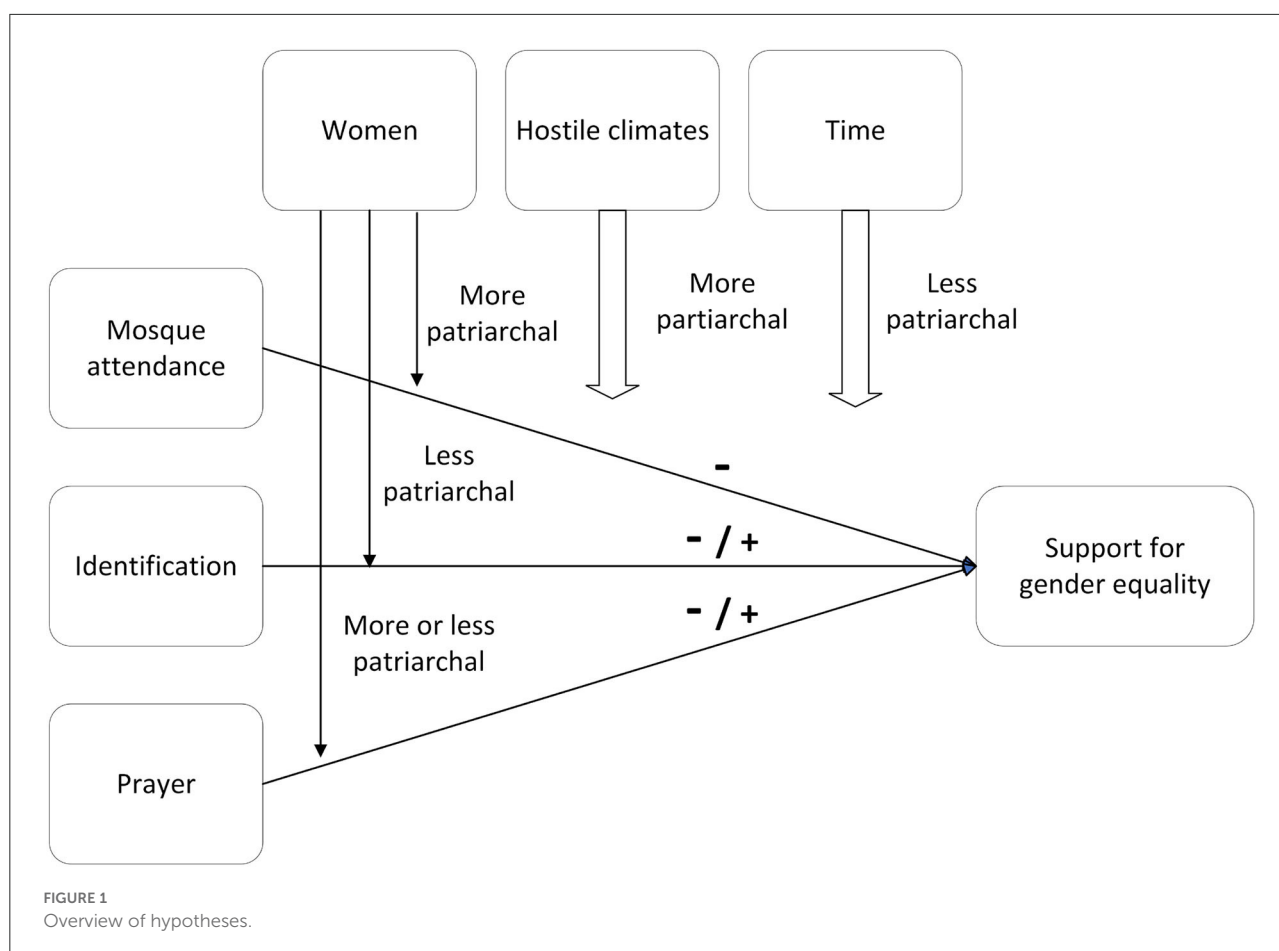 Women
Hostile climates
Time
More
patriarchal
More
partiarchal
Less
patriarchal
Mosque
attendance
-
Less
patriarchal
Identification
- / +
Support for
gender equality
More or less
patriarchal
- / +
Prayer
FIGURE 1
Overview of hypotheses.